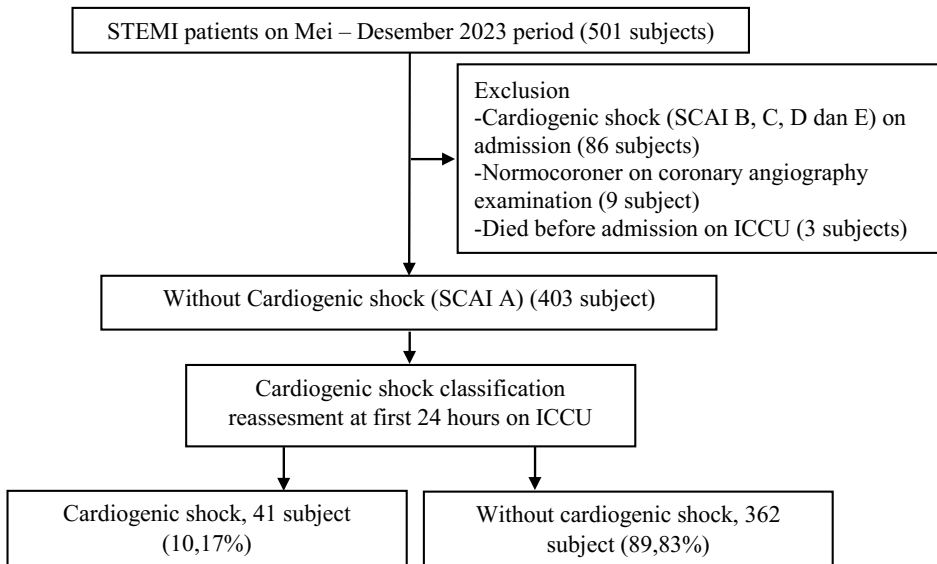 STEMI patients on Mei – Desember 2023 period (501 subjects)
Exclusion
-Cardiogenic shock (SCAI B, C, D dan E) on
admission (86 subjects)
-Normocoroner on coronary angiography
examination (9 subject)
-Died before admission on ICCU (3 subjects)
Without Cardiogenic shock (SCAI A) (403 subject)
Cardiogenic shock classification
reassesment at first 24 hours on ICCU
Cardiogenic shock, 41 subject
(10,17%)
Without cardiogenic shock, 362
subject (89,83%)